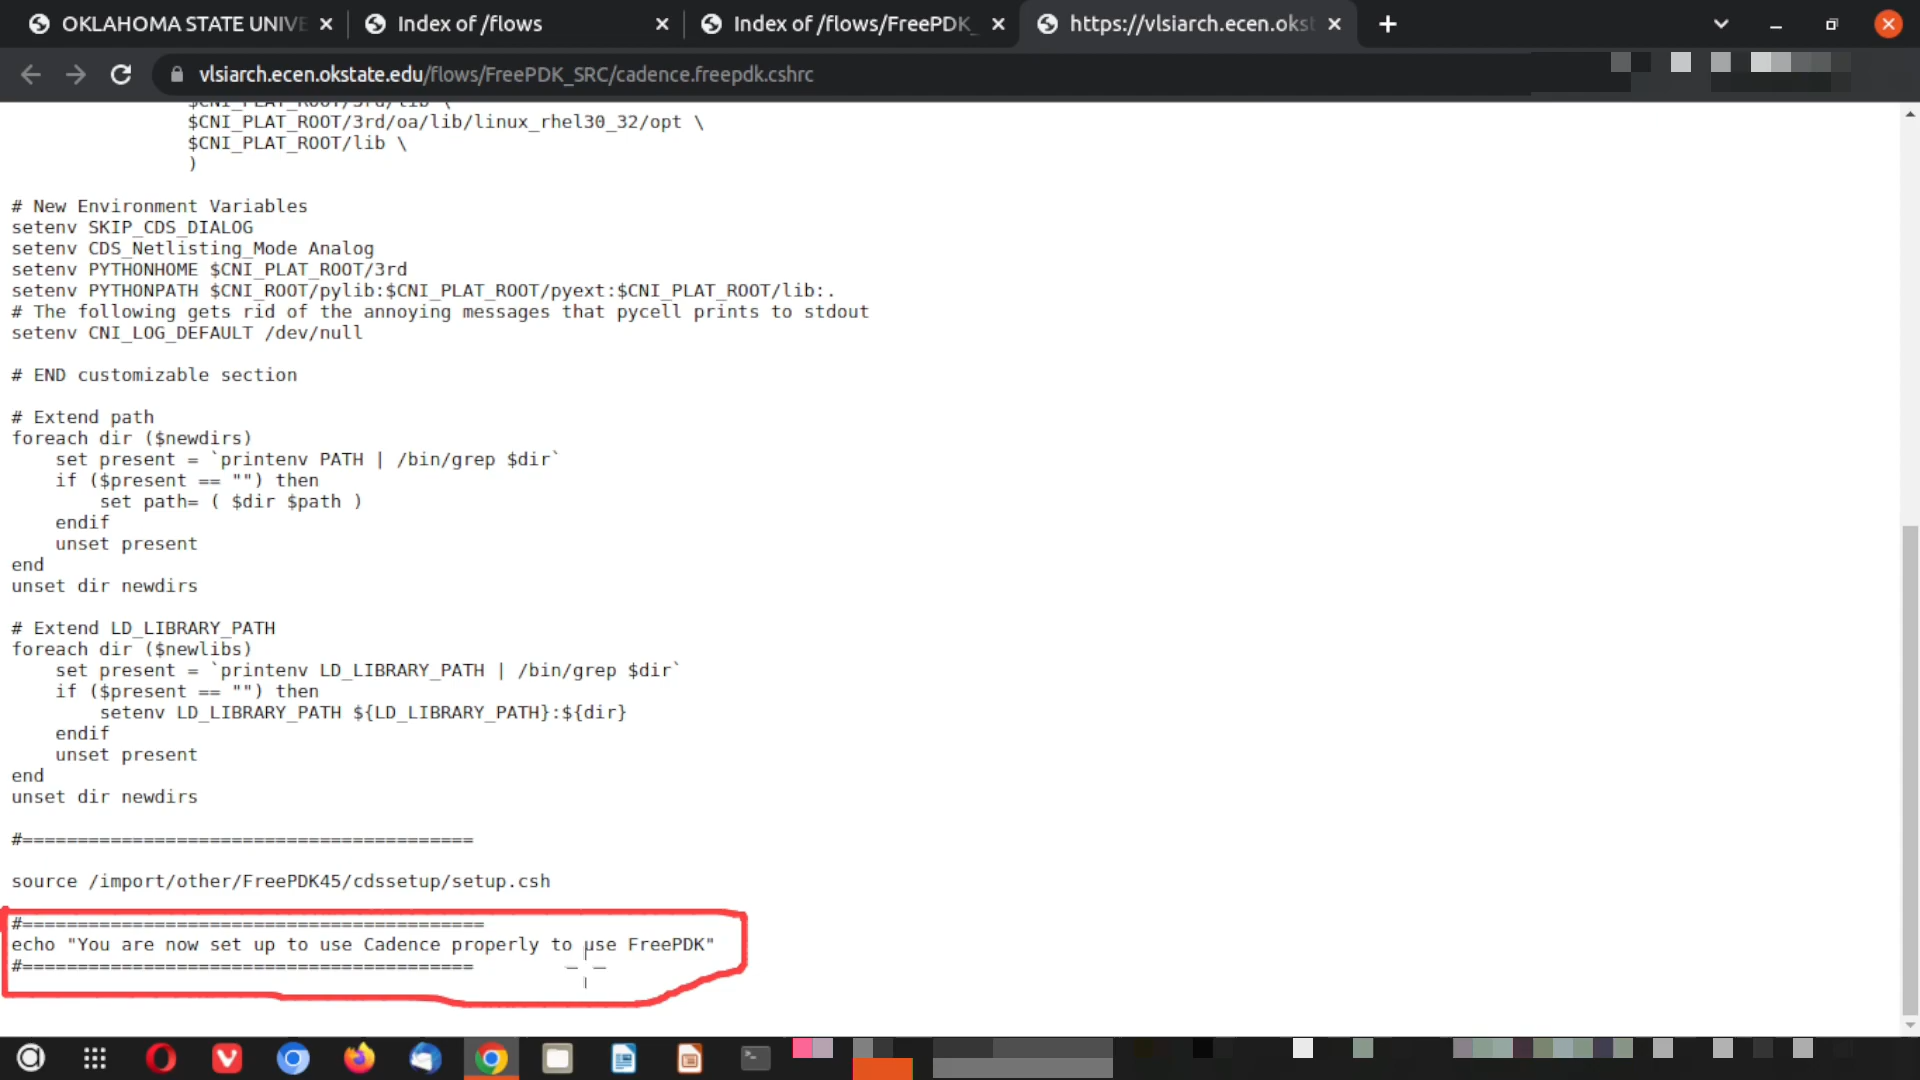 OKLAHOMA STATE UNIVE
Index of /flows
Index of /flows/FreePDK_
https://vlsiarch.ecen.okst
vlsiarch.ecen.okstate.edu/flows/FreePDK_SRC/cadence.freepdk.cshrc
$CNI_PLAT_ROOT/3rd/lib \
$CNI_PLAT_ROOT/3rd/oa/lib/linux_rhel30_32/opt \
$CNI_PLAT_ROOT/lib \
)
# New Environment Variables
setenv SKIP_CDS_DIALOG
setenv CDS_Netlisting_Mode Analog
setenv PYTHONHOME $CNI_PLAT_ROOT/3rd
setenv PYTHONPATH $CNI_ROOT/pylib:$CNI_PLAT_ROOT/pyext:$CNI_PLAT_ROOT/lib:.
# The following gets rid of the annoying messages that pycell prints to stdout
setenv CNI_LOG_DEFAULT /dev/null
# END customizable section
# Extend path
foreach dir ($newdirs)
    set present = `printenv PATH | /bin/grep $dir`
    if ($present == "") then
        set path= ( $dir $path )
    endif
    unset present
end
unset dir newdirs
# Extend LD_LIBRARY_PATH
foreach dir ($newlibs)
    set present = `printenv LD_LIBRARY_PATH | /bin/grep $dir`
    if ($present == "") then
        setenv LD_LIBRARY_PATH ${LD_LIBRARY_PATH}:${dir}
    endif
    unset present
end
unset dir newdirs
#=========================================
source /import/other/FreePDK45/cdssetup/setup.csh
#==========================================
echo "You are now set up to use Cadence properly to use FreePDK"
#=========================================